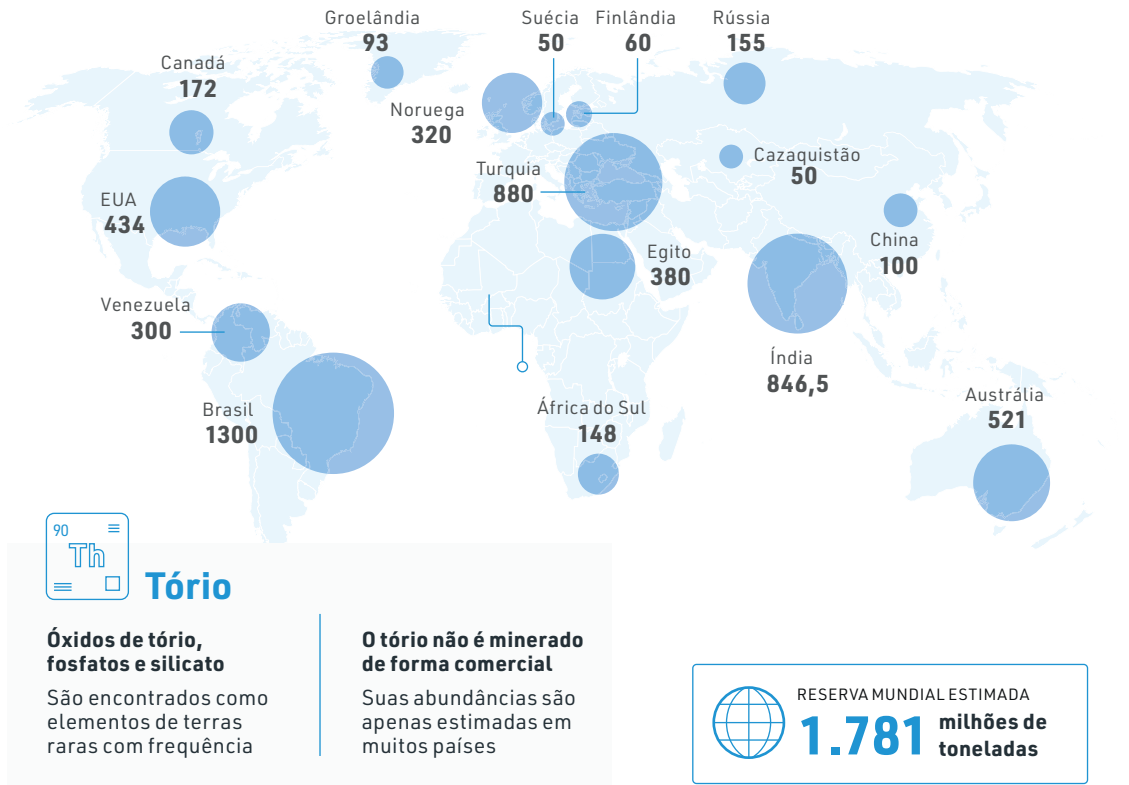 Groelândia
93
Suécia
50
Finlândia
60
Rússia
155
Canadá
172
Noruega
320
Turquia
880
Cazaquistão
50
EUA
434
China
100
Egito
380
Venezuela
300
Índia
846,5
Brasil
1300
África do Sul
148
Austrália
521
90
Th
Tório
Óxidos de tório,
fosfatos e silicato
São encontrados como
elementos de terras
raras com frequência
O tório não é minerado
de forma comercial
Suas abundâncias são
apenas estimadas em
muitos países
RESERVA MUNDIAL ESTIMADA
1.781 milhões de
toneladas